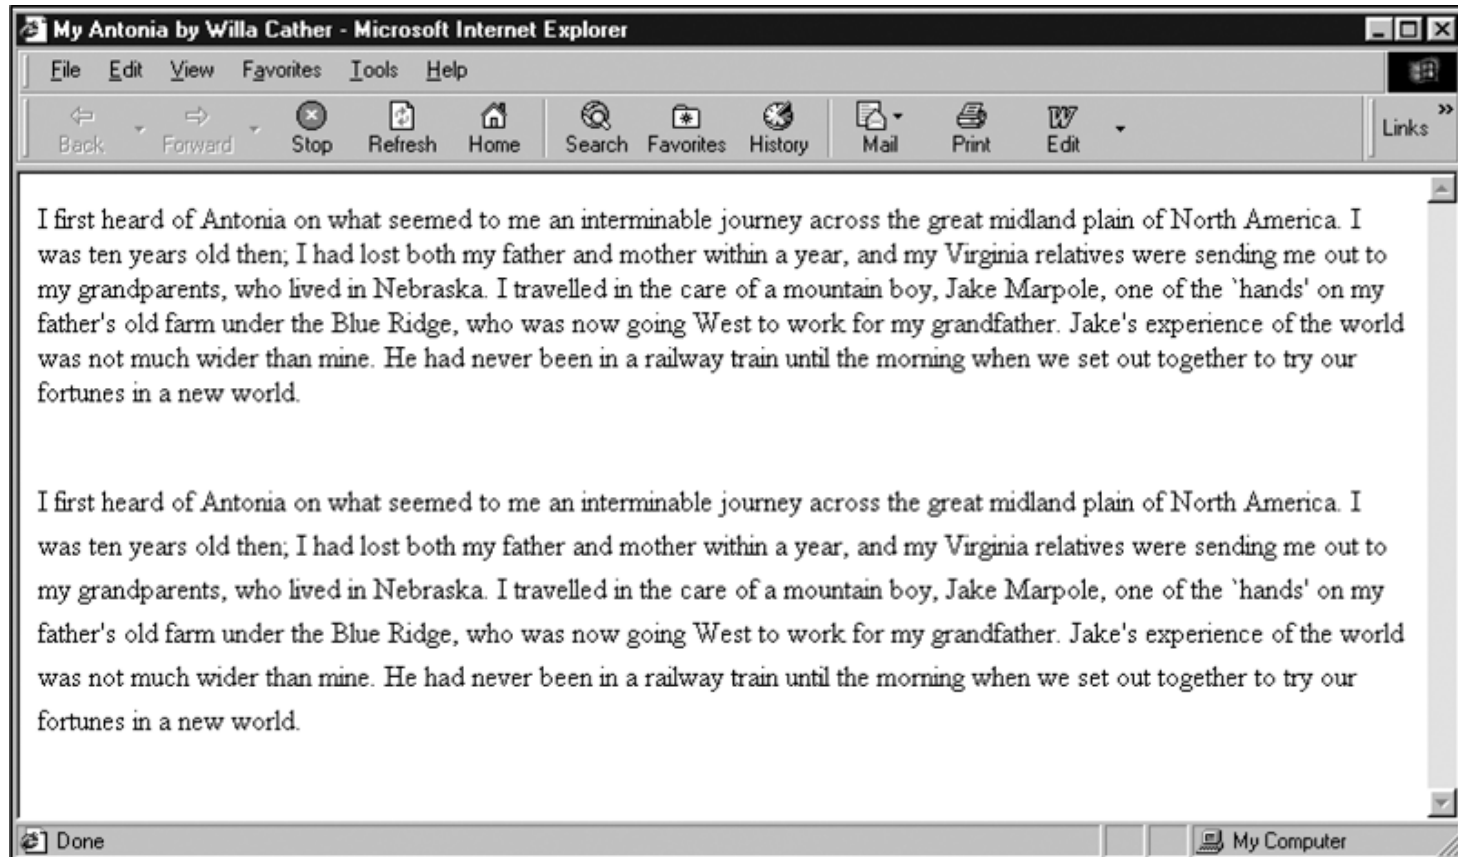 My Antonia by Willa Cather - Microsoft Internet Explorer
File Edit View Favorites Tools Help
Back Forward Stop Refresh Home Search Favorites History Mail Print Edit Links »
I first heard of Antonia on what seemed to me an interminable journey across the great midland plain of North America. I
was ten years old then; I had lost both my father and mother within a year, and my Virginia relatives were sending me out to
my grandparents, who lived in Nebraska. I travelled in the care of a mountain boy, Jake Marpole, one of the `hands' on my
father's old farm under the Blue Ridge, who was now going West to work for my grandfather. Jake's experience of the world
was not much wider than mine. He had never been in a railway train until the morning when we set out together to try our
fortunes in a new world.
I first heard of Antonia on what seemed to me an interminable journey across the great midland plain of North America. I
was ten years old then; I had lost both my father and mother within a year, and my Virginia relatives were sending me out to
my grandparents, who lived in Nebraska. I travelled in the care of a mountain boy, Jake Marpole, one of the `hands' on my
father's old farm under the Blue Ridge, who was now going West to work for my grandfather. Jake's experience of the world
was not much wider than mine. He had never been in a railway train until the morning when we set out together to try our
fortunes in a new world.
Done My Computer